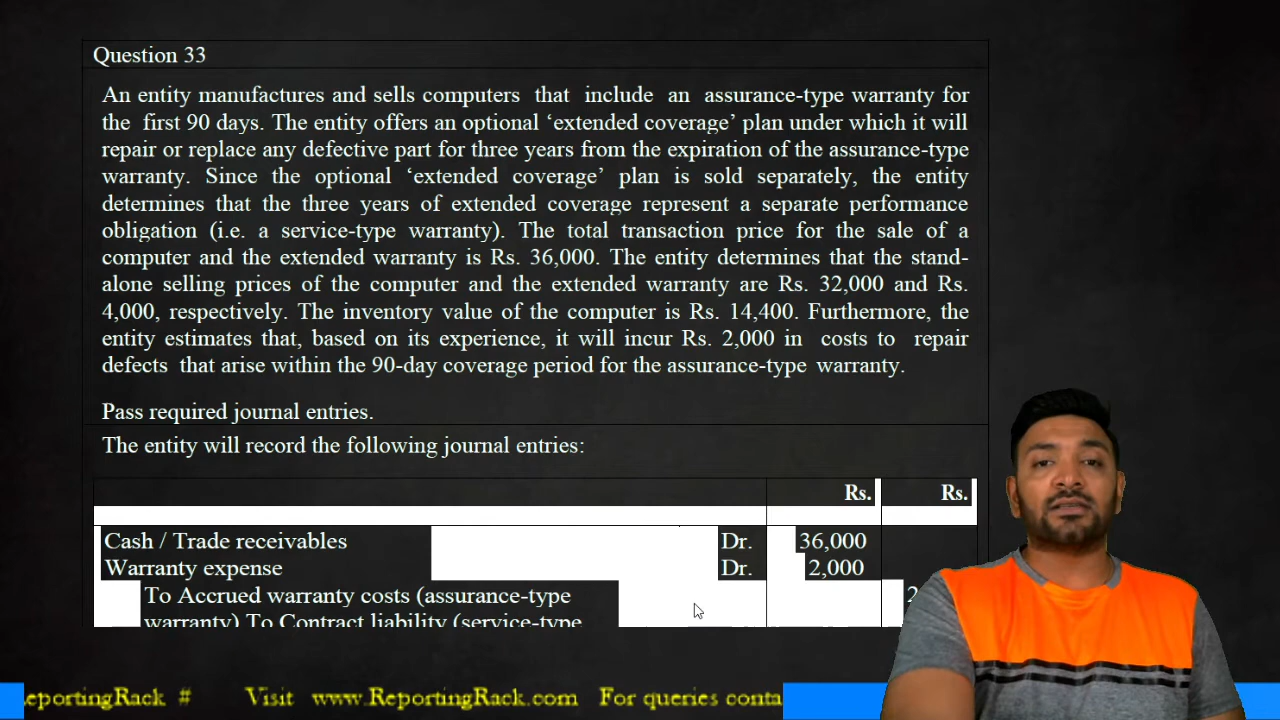 Question 33
An entity manufactures and sells computers that include an assurance-type warranty for
the first 90 days. The entity offers an optional ‘extended coverage’ plan under which it will
repair or replace any defective part for three years from the expiration of the assurance-type
warranty. Since the optional ‘extended coverage’ plan is sold separately, the entity
determines that the three years of extended coverage represent a separate performance
obligation (i.e. a service-type warranty). The total transaction price for the sale of a
computer and the extended warranty is Rs. 36,000. The entity determines that the stand-
alone selling prices of the computer and the extended warranty are Rs. 32,000 and Rs.
4,000, respectively. The inventory value of the computer is Rs. 14,400. Furthermore, the
entity estimates that, based on its experience, it will incur Rs. 2,000 in costs to repair
defects that arise within the 90-day coverage period for the assurance-type warranty.
Pass required journal entries.
The entity will record the following journal entries:
Rs. Rs.
Cash / Trade receivables Dr. 36,000
Warranty expense Dr. 2,000
To Accrued warranty costs (assurance-type
warranty) To Contract liability (service-type
# Visit www.ReportingRack.com For queries